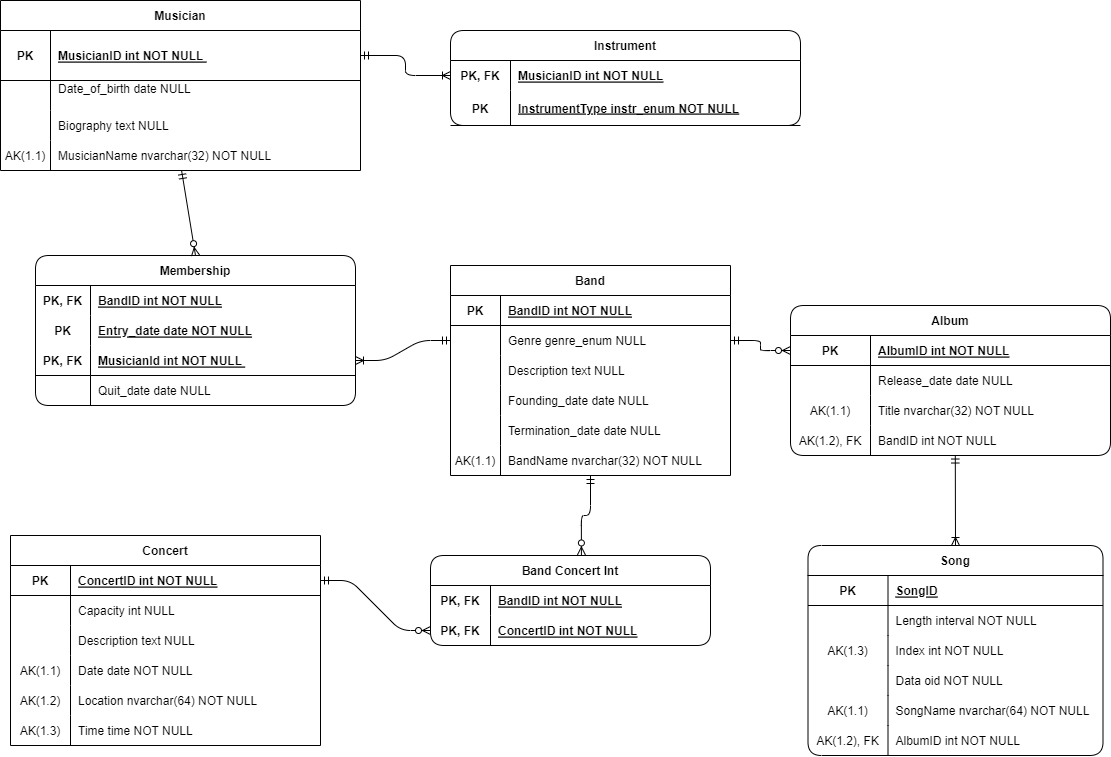 Musician
PK MusicianID int NOT NULL
Date_of_birth date NULL
Biography text NULL
AK(1.1) MusicianName nvarchar(32) NOT NULL
Instrument
PK, FK MusicianID int NOT NULL
PK InstrumentType instr_enum NOT NULL
Membership
PK, FK BandID int NOT NULL
PK Entry_date date NOT NULL
PK, FK MusicianId int NOT NULL
Quit_date date NULL
Band
PK BandID int NOT NULL
Genre genre_enum NULL
Description text NULL
Founding_date date NULL
Termination_date date NULL
AK(1.1) BandName nvarchar(32) NOT NULL
Album
PK AlbumID int NOT NULL
Release_date date NULL
AK(1.1) Title nvarchar(32) NOT NULL
AK(1.2), FK BandID int NOT NULL
Concert
PK ConcertID int NOT NULL
Capacity int NULL
Description text NULL
AK(1.1) Date date NOT NULL
AK(1.2) Location nvarchar(64) NOT NULL
AK(1.3) Time time NOT NULL
Band Concert Int
PK, FK BandID int NOT NULL
PK, FK ConcertID int NOT NULL
Song
PK SongID
Length interval NOT NULL
AK(1.3) Index int NOT NULL
Data oid NOT NULL
AK(1.1) SongName nvarchar(64) NOT NULL
AK(1.2), FK AlbumID int NOT NULL